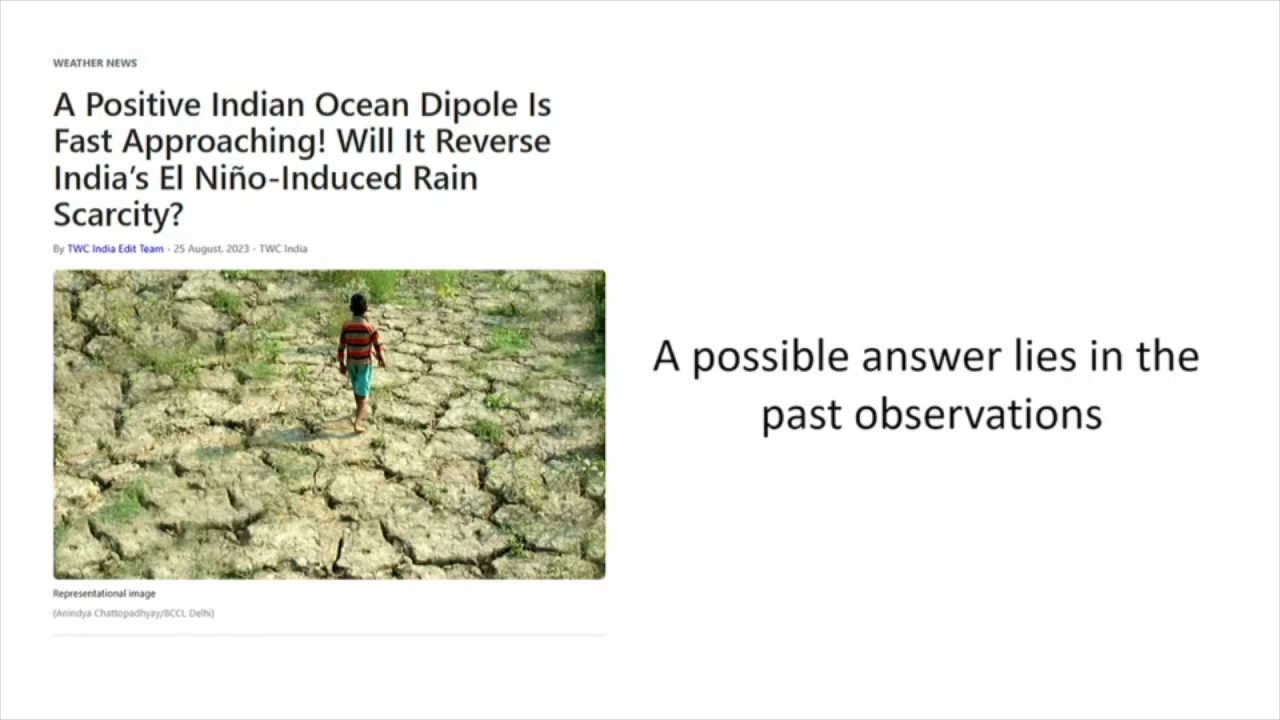 WEATHER NEWS
A Positive Indian Ocean Dipole Is
Fast Approaching! Will It Reverse
India’s El Niño-Induced Rain
Scarcity?
By TWC India Edit Team - 25 August, 2023 - TWC India
Representational image
(Anindya Chattopadhyay/BCCL Delhi)
A possible answer lies in the
past observations